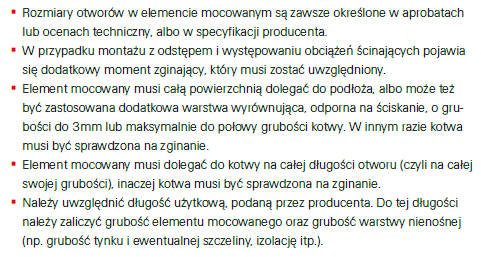 ▪ Rozmiary otworów w elemencie mocowanym są zawsze określone w aprobatach
lub ocenach techniczny, albo w specyfikacji producenta.
▪ W przypadku montażu z odstępem i występowaniu obciążeń ścinających pojawia
się dodatkowy moment zginający, który musi zostać uwzględniony.
▪ Element mocowany musi całą powierzchnią dolegać do podłoża, albo może też
być zastosowana dodatkowa warstwa wyrównująca, odporna na ściskanie, o gru-
bości do 3mm lub maksymalnie do połowy grubości kotwy. W innym razie kotwa
musi być sprawdzona na zginanie.
▪ Element mocowany musi dolegać do kotwy na całej długości otworu (czyli na całej
swojej grubości), inaczej kotwa musi być sprawdzona na zginanie.
▪ Należy uwzględnić długość użytkową, podaną przez producenta. Do tej długości
należy zaliczyć grubość elementu mocowanego oraz grubość warstwy nienośnej
(np. grubość tynku i ewentualnej szczeliny, izolację itp.).